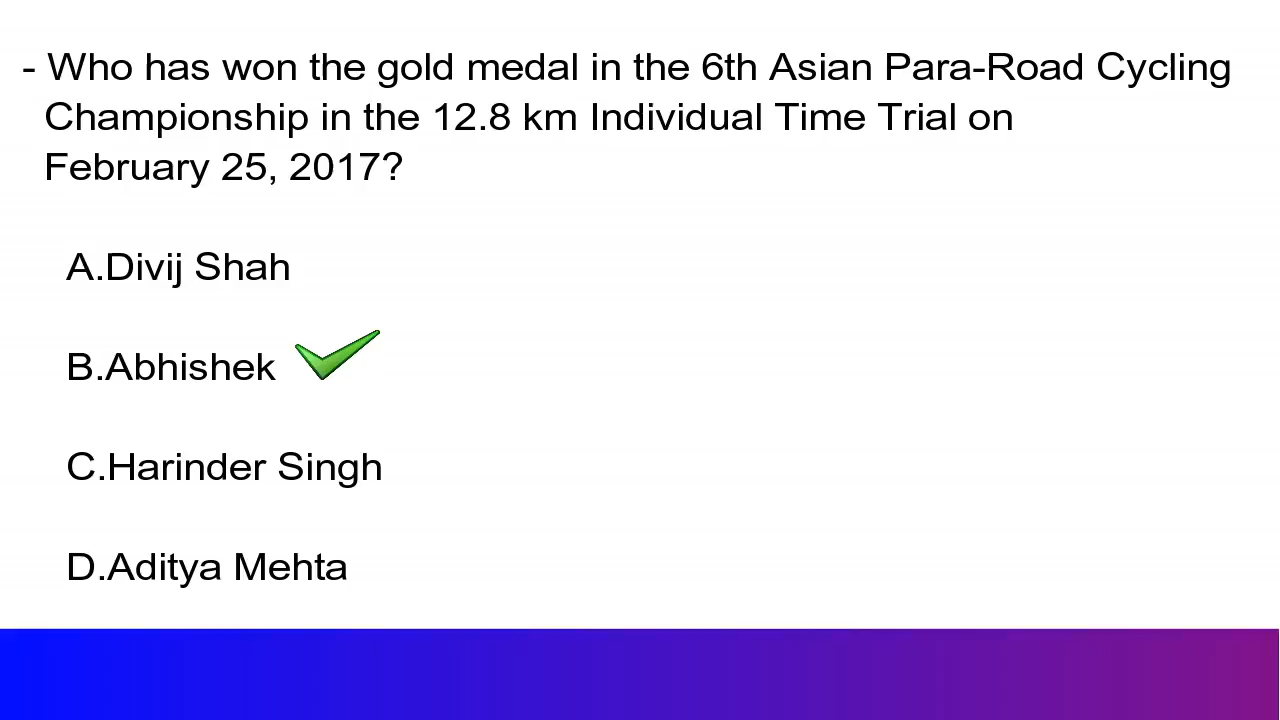 - Who has won the gold medal in the 6th Asian Para-Road Cycling
Championship in the 12.8 km Individual Time Trial on
February 25, 2017?
A.Divij Shah
B.Abhishek
C.Harinder Singh
D.Aditya Mehta